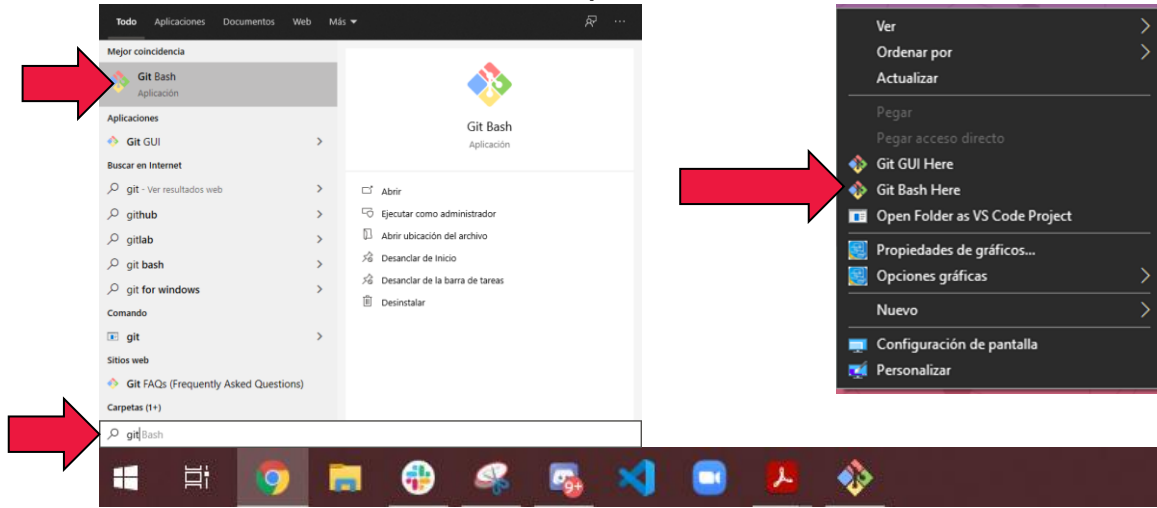 Todo Aplicaciones Documentos Web Más
Mejor coincidencia
Git Bash
Aplicación
Aplicaciones
Git GUI
Buscar en Internet
git - Ver resultados web
github
gitlab
git bash
git for windows
Comando
git
Sitios web
Git FAQs (Frequently Asked Questions)
Carpetas (1+)
git Bash
Git Bash
Aplicación
Abrir
Ejecutar como administrador
Abrir ubicación del archivo
Desanclar de Inicio
Desanclar de la barra de tareas
Desinstalar
Ver
Ordenar por
Actualizar
Pegar
Pegar acceso directo
Git GUI Here
Git Bash Here
Open Folder as VS Code Project
Propiedades de gráficos...
Opciones gráficas
Nuevo
Configuración de pantalla
Personalizar
9+